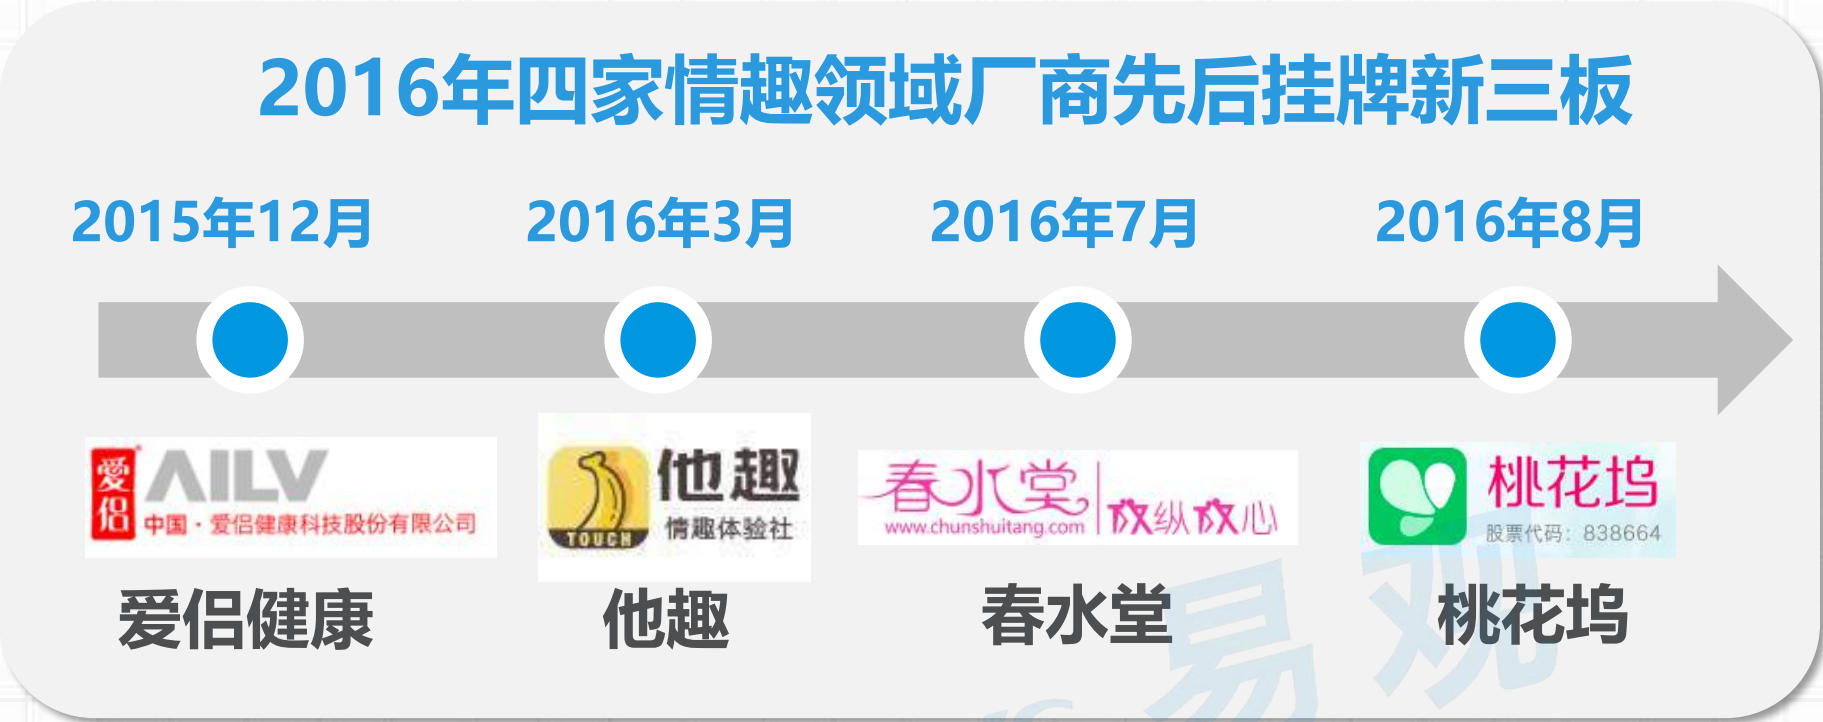 2016年四家情趣领域厂商先后挂牌新三板
2015年12月
2016年3月
2016年7月
2016年8月
爱侣
AILV
中国·爱侣健康科技股份有限公司
TOUCH
他趣
情趣体验社
春水堂
www.chunshuitang.com
放纵放心
桃花坞
股票代码：838664
爱侣健康
他趣
春水堂
桃花坞
易观